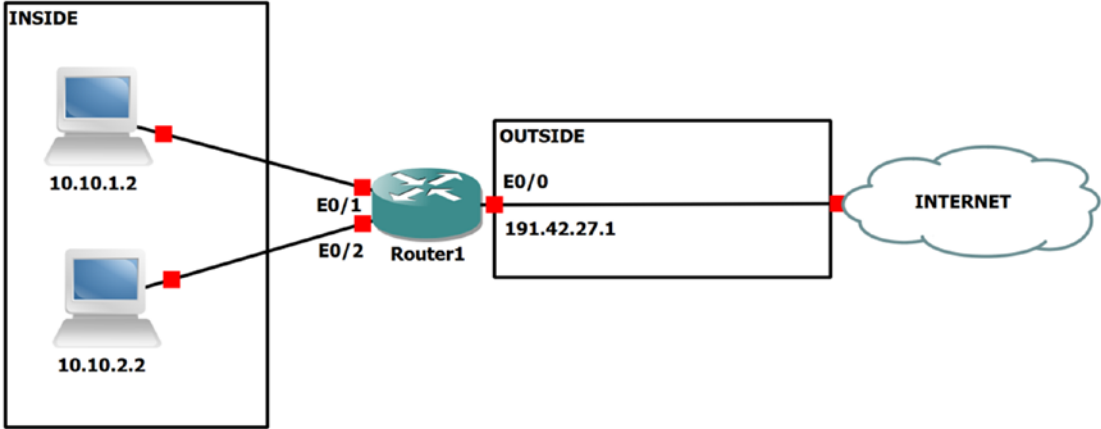 INSIDE
10.10.1.2
10.10.2.2
E0/1
E0/2
Router1
OUTSIDE
E0/0
191.42.27.1
INTERNET